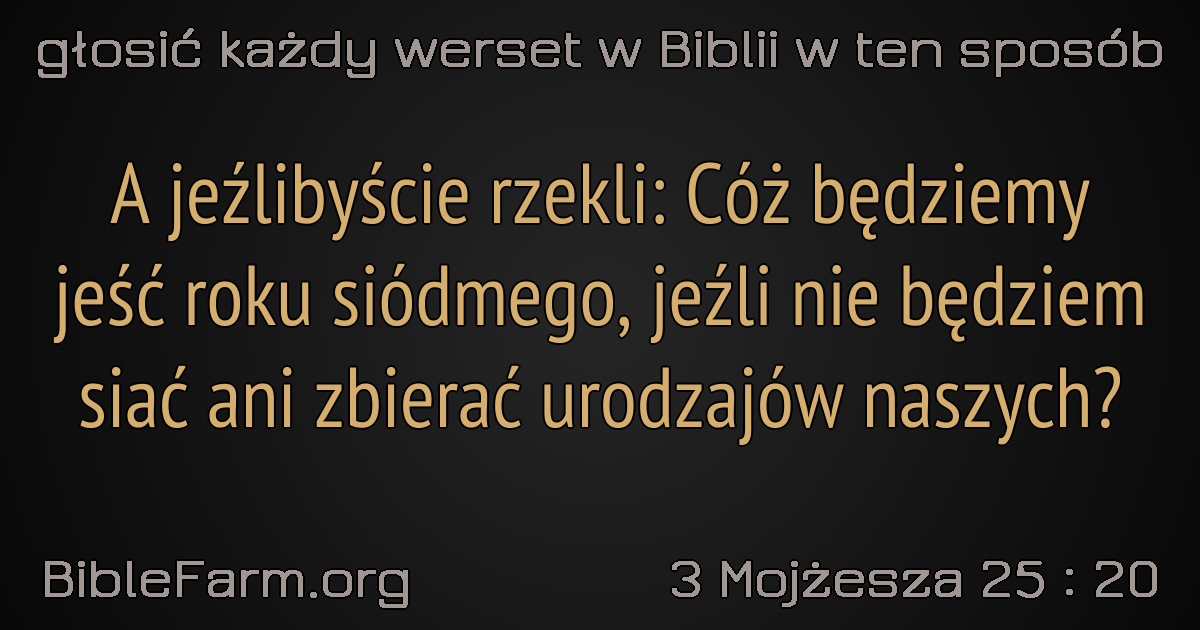 głosić każdy werset w Biblii w ten sposób
A jeźlibyście rzekli: Cóż będziemy
jeść roku siódmego, jeźli nie będziem
siać ani zbierać urodzajów naszych?
BibleFarm.org
3 Mojżesza 25 : 20